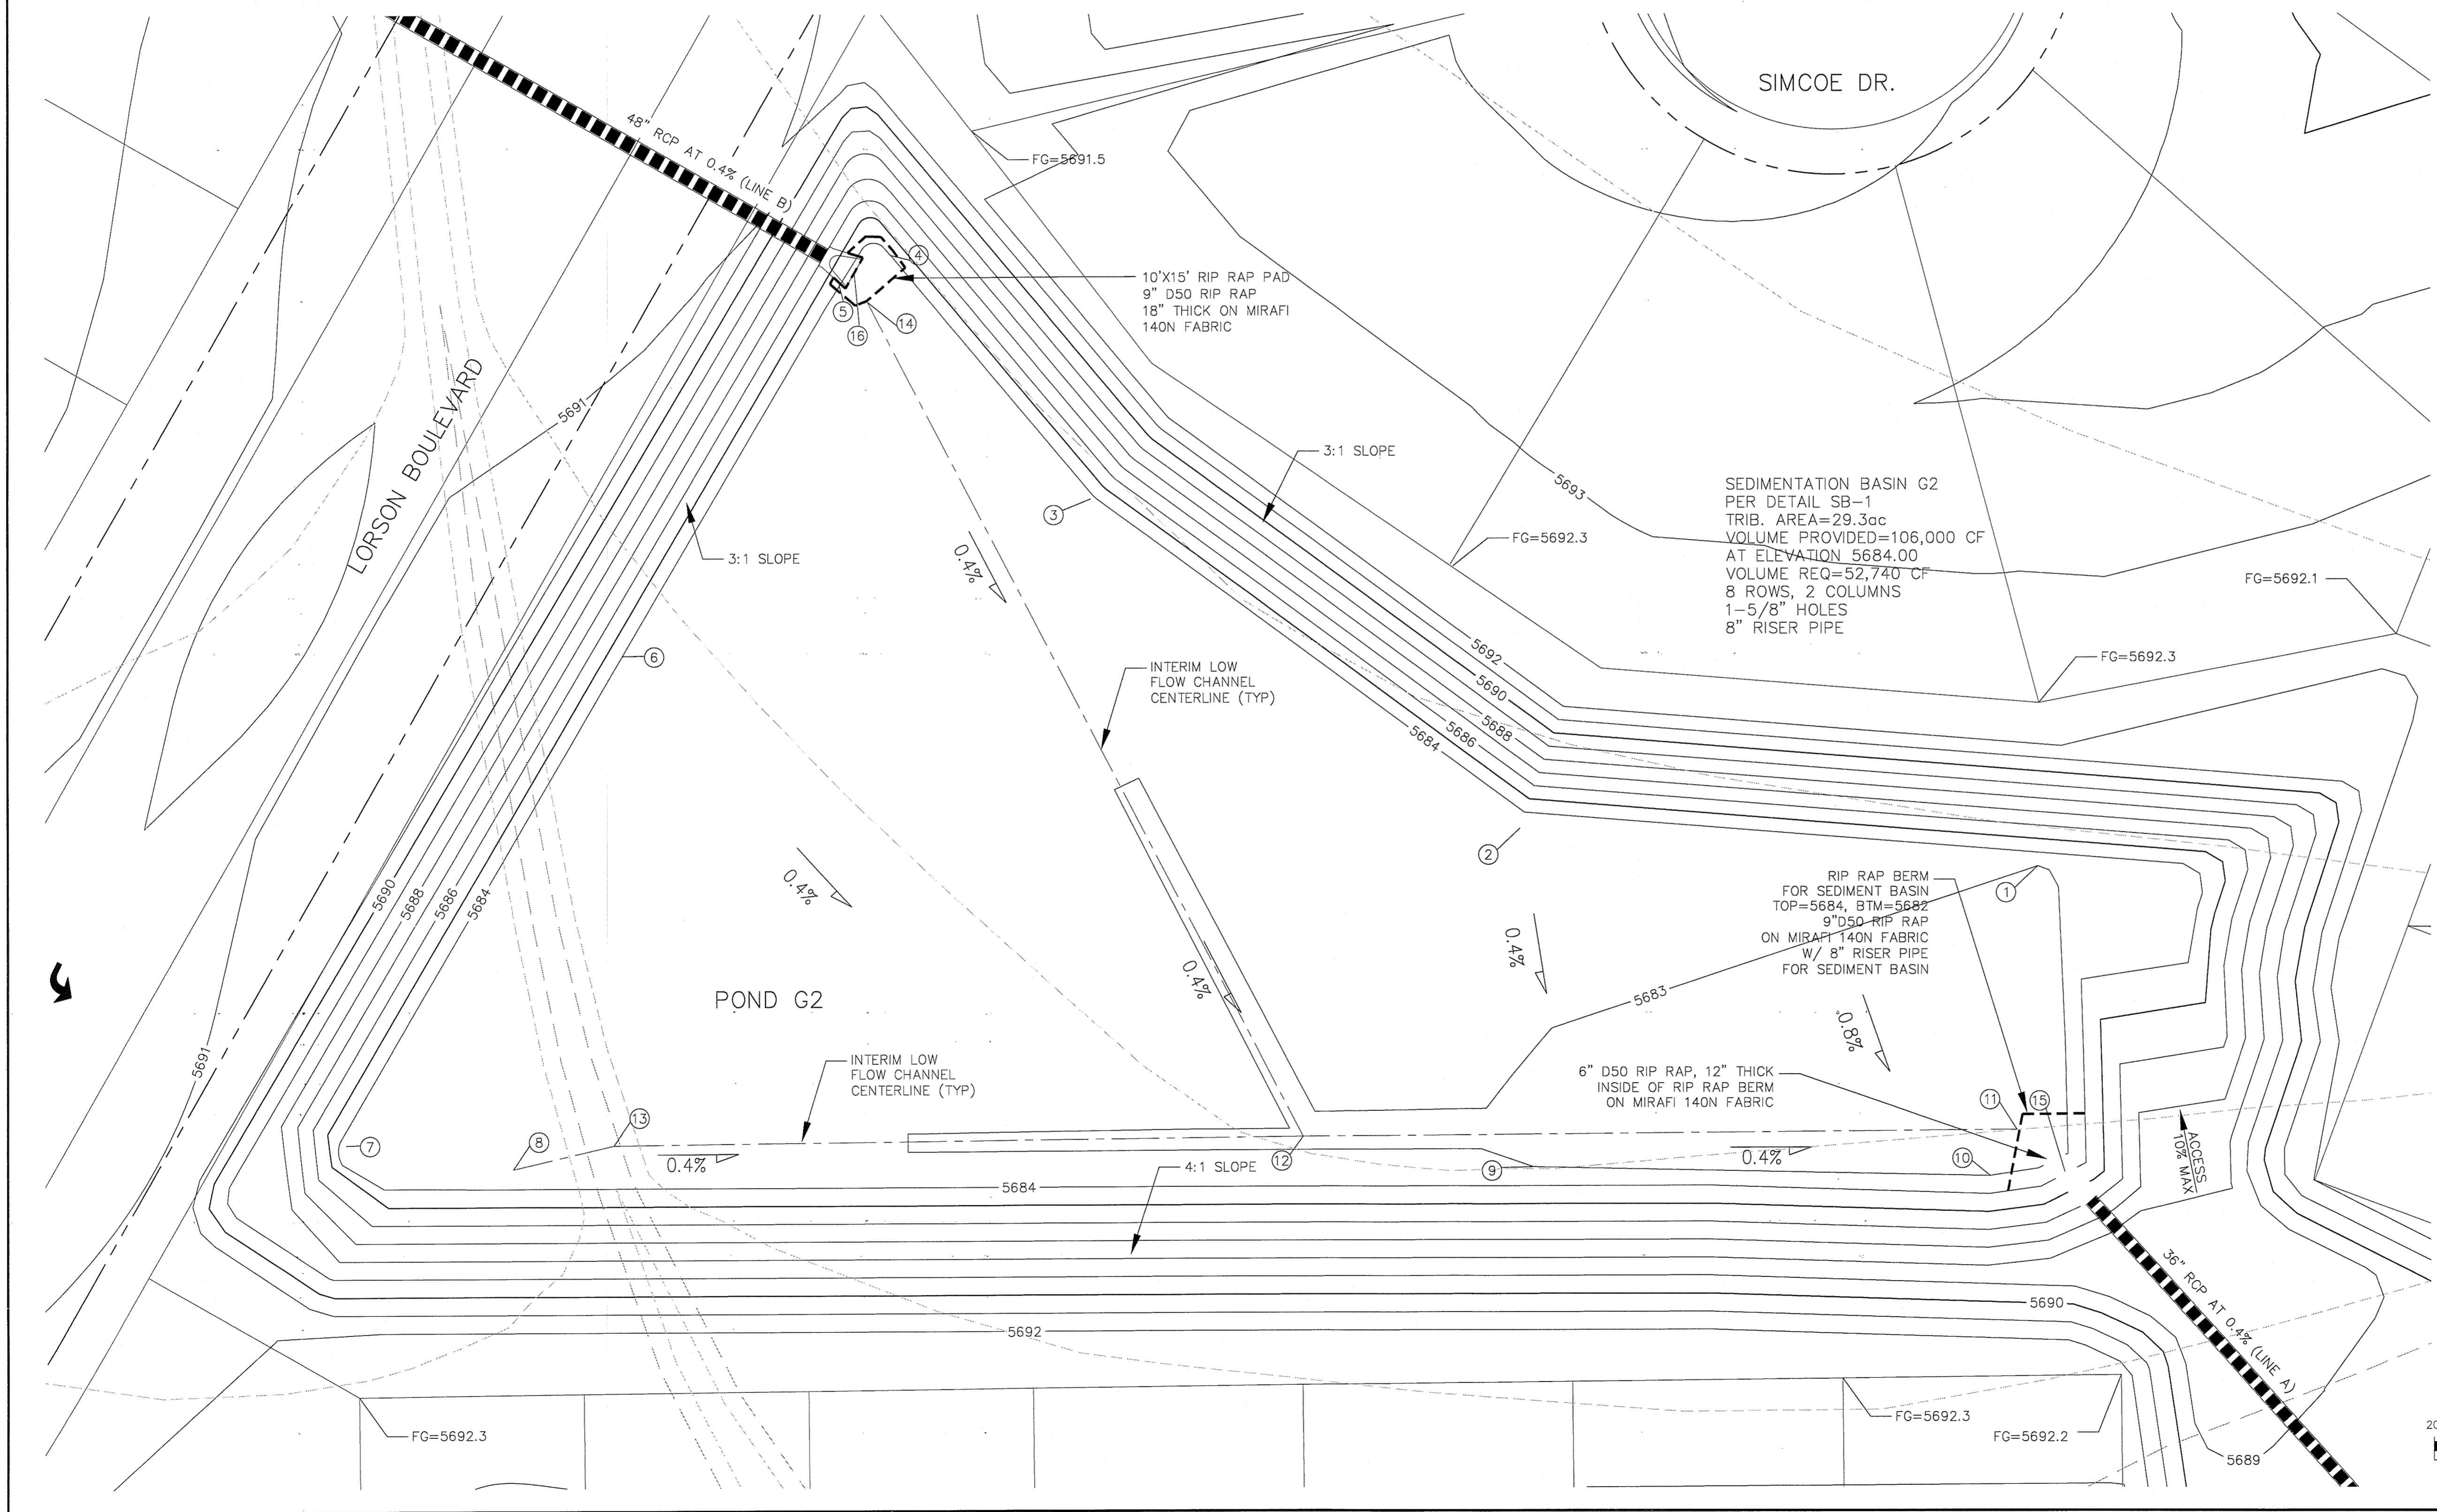 SIMCOE DR.
48" RCP AT 0.4% (LINE B)
FG=5691.5
4
10'X15' RIP RAP PAD
9" D50 RIP RAP
18" THICK ON MIRAFI
140N FABRIC
5
16
14
LORSON BOULEVARD
5691
3:1 SLOPE
5693
SEDIMENTATION BASIN G2
PER DETAIL SB-1
TRIB. AREA=29.3ac
VOLUME PROVIDED=106,000 CF
AT ELEVATION 5684.00
VOLUME REQ=52,740 CF
8 ROWS, 2 COLUMNS
1-5/8" HOLES
8" RISER PIPE
3
FG=5692.3
3:1 SLOPE
0.4%
FG=5692.1
6
5692
5690
5688
5686
5684
FG=5692.3
INTERIM LOW
FLOW CHANNEL
CENTERLINE (TYP)
2
0.4%
5690
5688
5686
5684
1
RIP RAP BERM
FOR SEDIMENT BASIN
TOP=5684, BTM=5682
9"D50 RIP RAP
ON MIRAFI 140N FABRIC
W/ 8" RISER PIPE
FOR SEDIMENT BASIN
0.4%
0.4%
5683
POND G2
0.8%
5691
INTERIM LOW
FLOW CHANNEL
CENTERLINE (TYP)
6" D50 RIP RAP, 12" THICK
INSIDE OF RIP RAP BERM
ON MIRAFI 140N FABRIC
11
15
13
7
8
0.4%
4:1 SLOPE
12
9
0.4%
10
ACCESS
10% MAX
5684
36" RCP AT 0.4% (LINE A)
5690
5692
FG=5692.3
FG=5692.3
FG=5692.2
5689
20